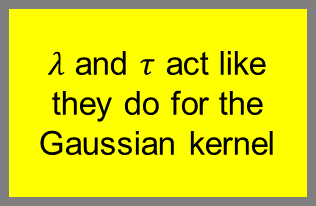 λ and τ act like
they do for the
Gaussian kernel